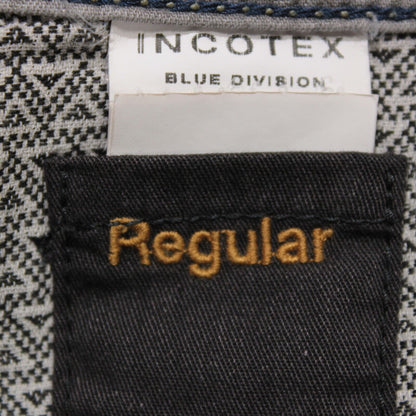 INCOTEX
BLUE DIVISION
Regular